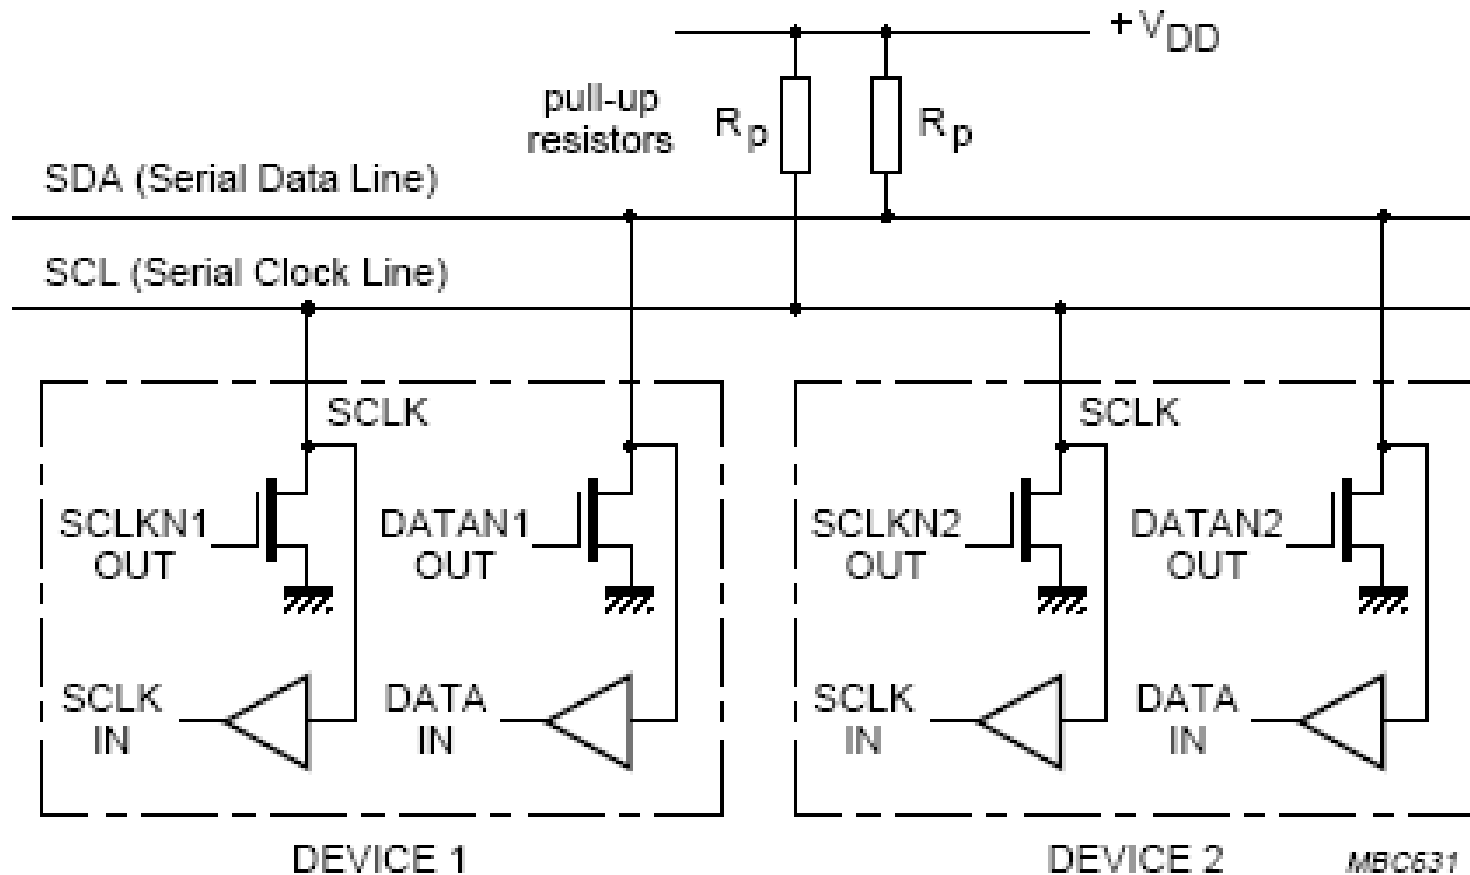 +VDD
pull-up
resistors
Rp
Rp
SDA (Serial Data Line)
SCL (Serial Clock Line)
SCLK
SCLKN1
OUT
DATAN1
OUT
SCLK
IN
DATA
IN
DEVICE 1
SCLK
SCLKN2
OUT
DATAN2
OUT
SCLK
IN
DATA
IN
DEVICE 2
MBC631